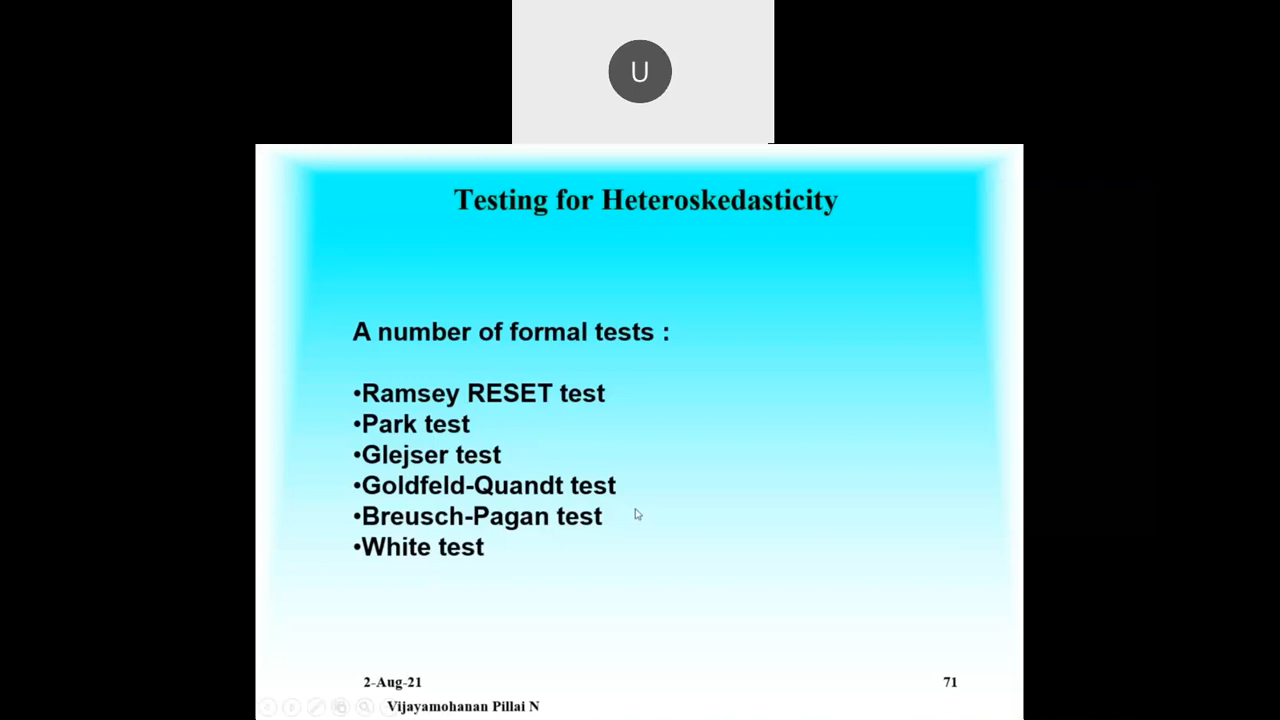 U
Testing for Heteroskedasticity
A number of formal tests :
•Ramsey RESET test
•Park test
•Glejser test
•Goldfeld-Quandt test
•Breusch-Pagan test
•White test
2-Aug-21
71
Vijayamohanan Pillai N